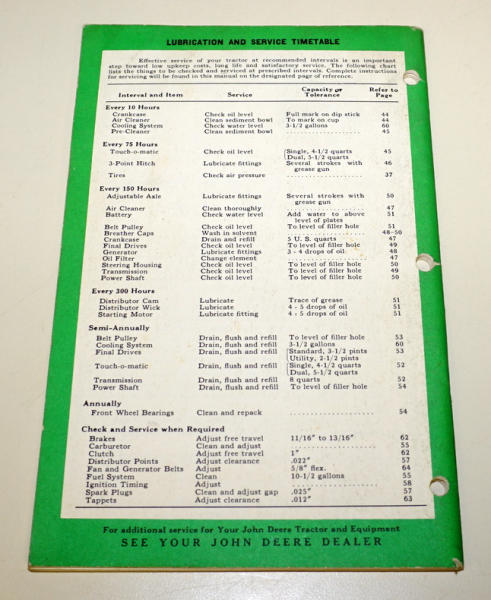 LUBRICATION AND SERVICE TIMETABLE
Effective service of your tractor at recommended intervals is an important
step toward low upkeep costs, long life and satisfactory service. The following chart
lists the things to be checked and serviced at prescribed intervals. Complete instructions
for servicing will be found in this manual on the designated page of reference.
Interval and Item Service Capacity or Tolerance Refer to Page
Every 10 Hours
Crankcase Check oil level Full mark on dip stick 44
Air Cleaner Clean sediment bowl To mark on cup 44
Cooling System Check water level 3-1/2 gallons 60
Pre-Cleaner Clean sediment bowl . . . . . . . . . . . . . . . . . 45
Every 75 Hours
Touch-o-matic Check oil level {Single, 4-1/2 quarts 45
{Dual, 5-1/2 quarts
3-Point Hitch Lubricate fittings Several strokes with 46
grease gun
Tires Check air pressure . . . . . . . . . . . . . . . . . 37
Every 150 Hours
Adjustable Axle Lubricate fittings Several strokes with 50
grease gun
Air Cleaner Clean thoroughly . . . . . . . . . . . . . . . . . 47
Battery Check water level Add water to above 51
level of plates
Belt Pulley Check oil level To level of filler hole 51
Breather Caps Wash in solvent . . . . . . . . . . . . . . . . . 48-50
Crankcase Drain and refill 5 U. S. quarts 47
Final Drives Check oil level To level of filler hole 49
Generator Lubricate fittings 3 - 4 drops of oil 48
Oil Filter Change element . . . . . . . . . . . . . . . . . 47
Steering Housing Check oil level To level of filler hole 50
Transmission Check oil level To level of filler hole 49
Power Shaft Check oil level To level of filler hole 50
Every 300 Hours
Distributor Cam Lubricate Trace of grease 51
Distributor Wick Lubricate 4 - 5 drops of oil 51
Starting Motor Lubricate fitting 4 - 5 drops of oil 51
Semi-Annually
Belt Pulley Drain, flush and refill To level of filler hole 53
Cooling System Drain, flush and refill 3-1/2 gallons 60
Final Drives Drain, flush and refill {Standard, 3-1/2 pints 53
{Utility, 2-1/2 pints
Touch-o-matic Drain, flush and refill {Single, 4-1/2 quarts 52
{Dual, 5-1/2 quarts
Transmission Drain, flush and refill 8 quarts 52
Power Shaft Drain, flush and refill To level of filler hole 54
Annually
Front Wheel Bearings Clean and repack . . . . . . . . . . . . . . . . . 54
Check and Service when Required
Brakes Adjust free travel 11/16" to 13/16" 62
Carburetor Clean and adjust . . . . . . . . . . . . . . . . . 55
Clutch Adjust free travel 1" 62
Distributor Points Adjust clearance .022" 57
Fan and Generator Belts Adjust 5/8" flex. 64
Fuel System Clean 10-1/2 gallons 55
Ignition Timing Adjust . . . . . . . . . . . . . . . . . 58
Spark Plugs Clean and adjust gap .025" 57
Tappets Adjust clearance .012" 63
For additional service for Your John Deere Tractor and Equipment
SEE YOUR JOHN DEERE DEALER